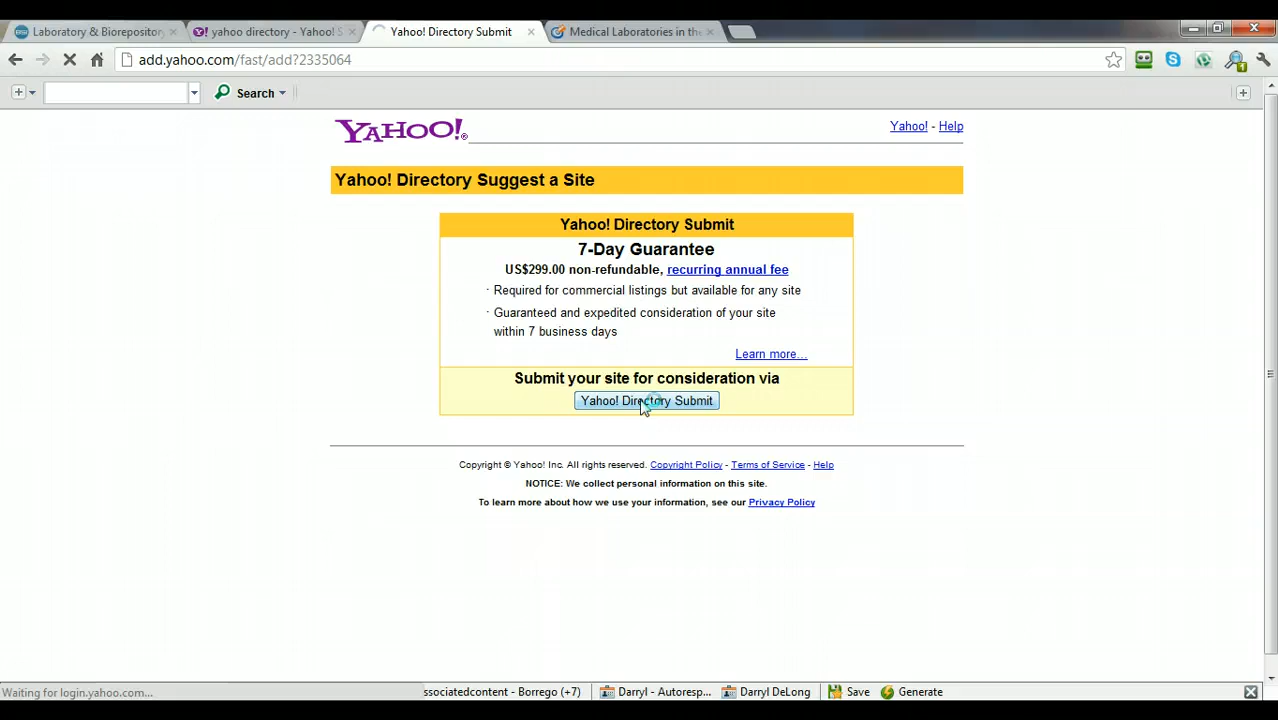 Laboratory & Biorepository
yahoo directory - Yahoo! S
Yahoo! Directory Submit
Medical Laboratories in the
add.yahoo.com/fast/add?2335064
Search
YAHOO!®
Yahoo! - Help
Yahoo! Directory Suggest a Site
Yahoo! Directory Submit
7-Day Guarantee
US$299.00 non-refundable, recurring annual fee
· Required for commercial listings but available for any site
· Guaranteed and expedited consideration of your site
within 7 business days
Learn more...
Submit your site for consideration via
Yahoo! Directory Submit
Copyright © Yahoo! Inc. All rights reserved. Copyright Policy - Terms of Service - Help
NOTICE: We collect personal information on this site.
To learn more about how we use your information, see our Privacy Policy
Waiting for login.yahoo.com...
ssociatedcontent - Borrego (+7)
Darryl - Autoresp...
Darryl DeLong
Save
Generate